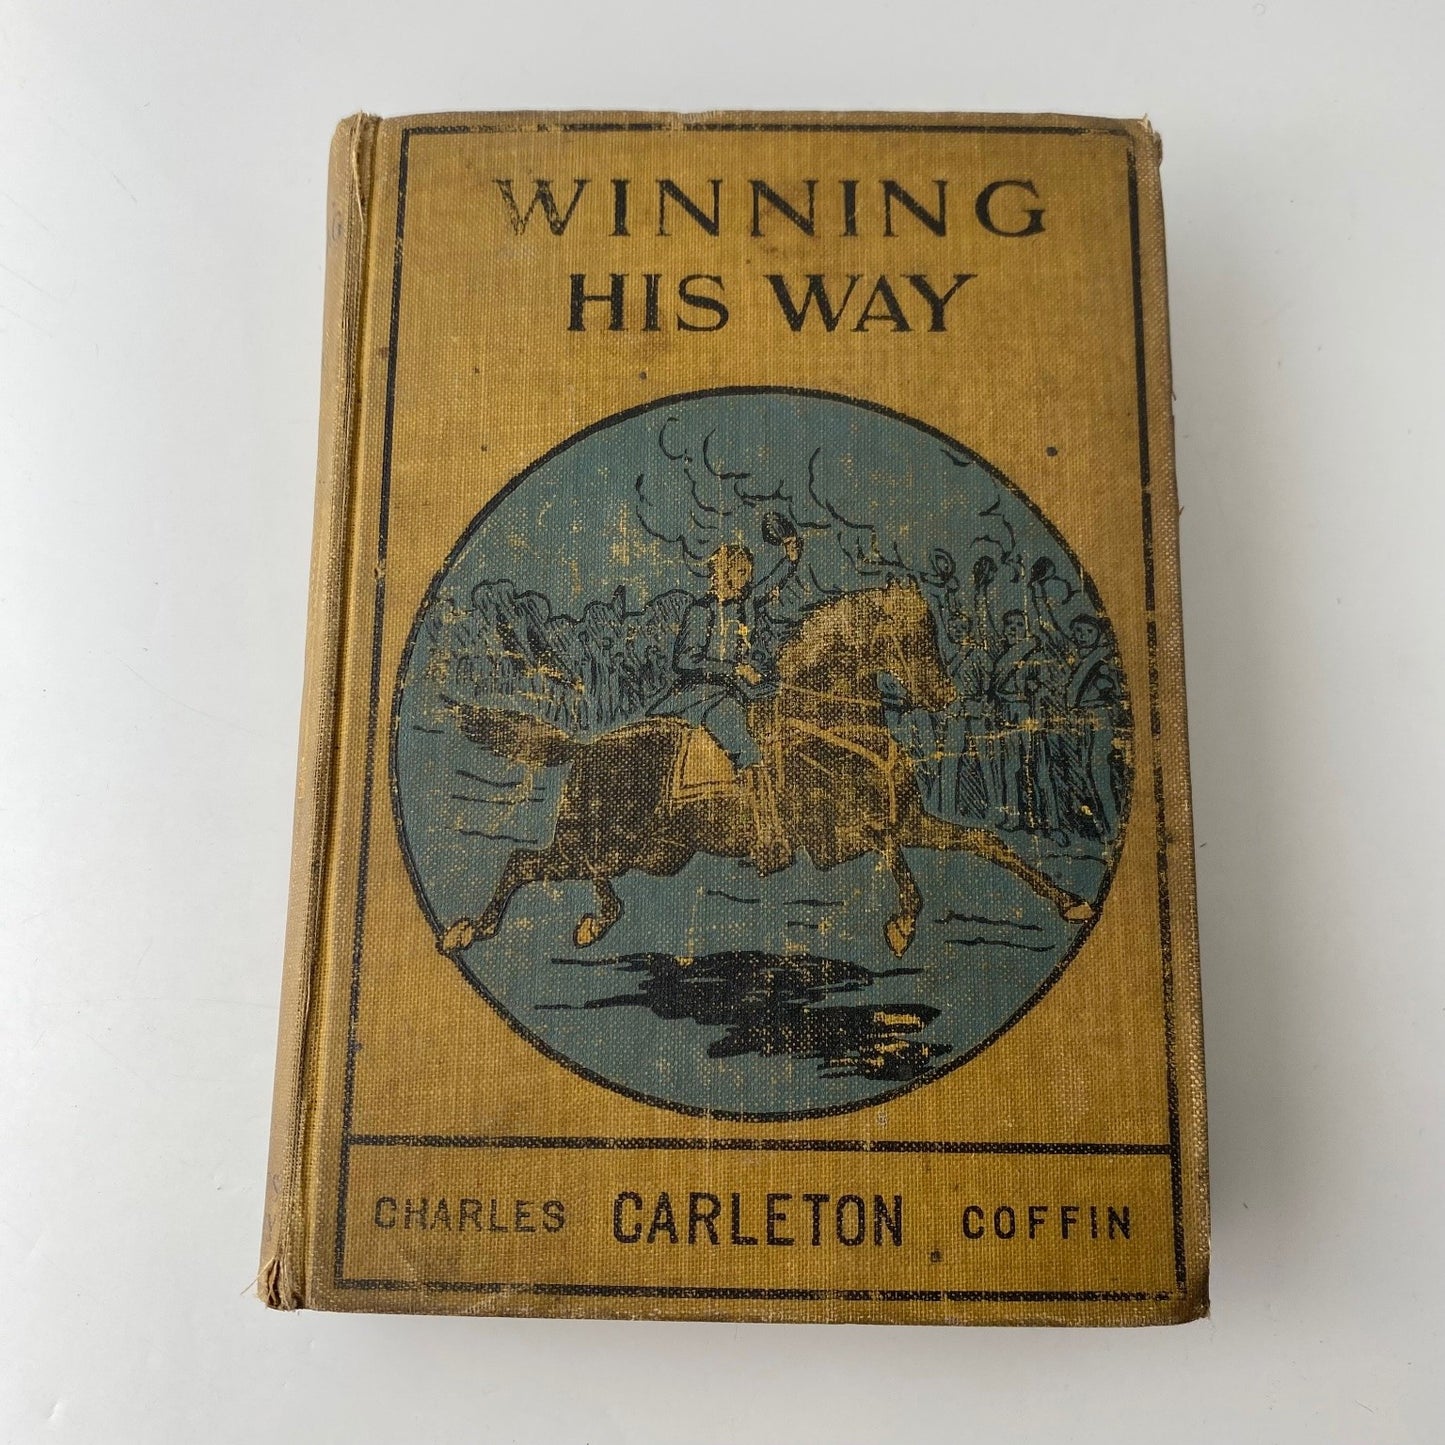 WINNING
HIS WAY
CHARLES CARLETON COFFIN